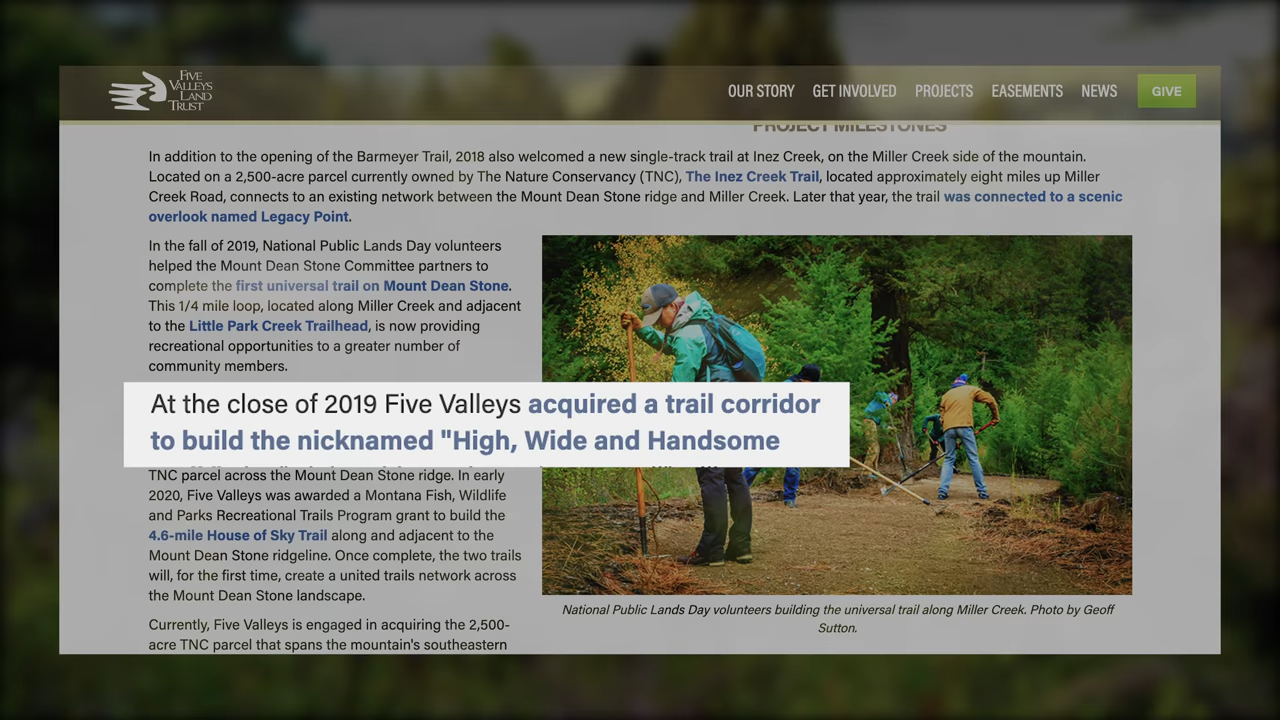 FIVE
VALLEYS
LAND
TRUST
OUR STORY GET INVOLVED PROJECTS EASEMENTS NEWS GIVE
PROJECT MILESTONES
In addition to the opening of the Barmeyer Trail, 2018 also welcomed a new single-track trail at Inez Creek, on the Miller Creek side of the mountain.
Located on a 2,500-acre parcel currently owned by The Nature Conservancy (TNC), The Inez Creek Trail, located approximately eight miles up Miller
Creek Road, connects to an existing network between the Mount Dean Stone ridge and Miller Creek. Later that year, the trail was connected to a scenic
overlook named Legacy Point.
In the fall of 2019, National Public Lands Day volunteers
helped the Mount Dean Stone Committee partners to
complete the first universal trail on Mount Dean Stone.
This 1/4 mile loop, located along Miller Creek and adjacent
to the Little Park Creek Trailhead, is now providing
recreational opportunities to a greater number of
community members.
At the close of 2019 Five Valleys acquired a trail corridor
to build the nicknamed "High, Wide and Handsome
TNC parcel across the Mount Dean Stone ridge. In early
2020, Five Valleys was awarded a Montana Fish, Wildlife
and Parks Recreational Trails Program grant to build the
4.6-mile House of Sky Trail along and adjacent to the
Mount Dean Stone ridgeline. Once complete, the two trails
will, for the first time, create a united trails network across
the Mount Dean Stone landscape.
Currently, Five Valleys is engaged in acquiring the 2,500-
acre TNC parcel that spans the mountain's southeastern
National Public Lands Day volunteers building the universal trail along Miller Creek. Photo by Geoff
Sutton.